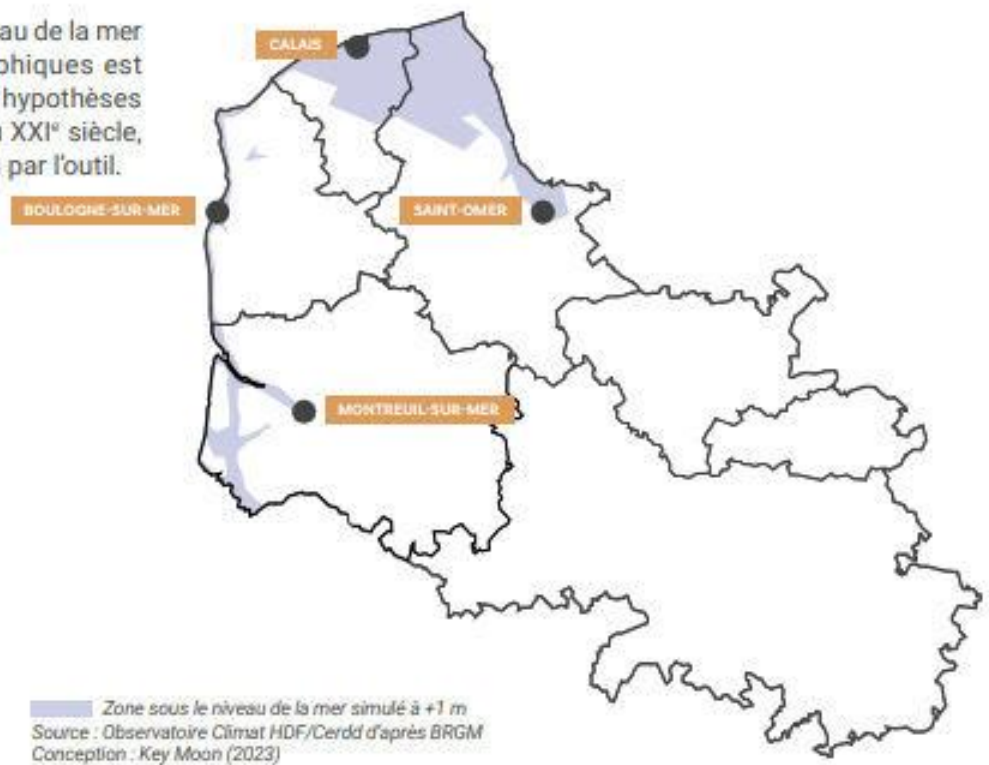 au de la mer
phiques est
hypothèses
XXIᵉ siècle,
par l'outil.
CALAIS
BOULOGNE-SUR-MER
SAINT-OMER
MONTREUIL-SUR-MER
Zone sous le niveau de la mer simulé à +1 m
Source : Observatoire Climat HDF/Cerdd d'après BRGM
Conception : Key Moon (2023)